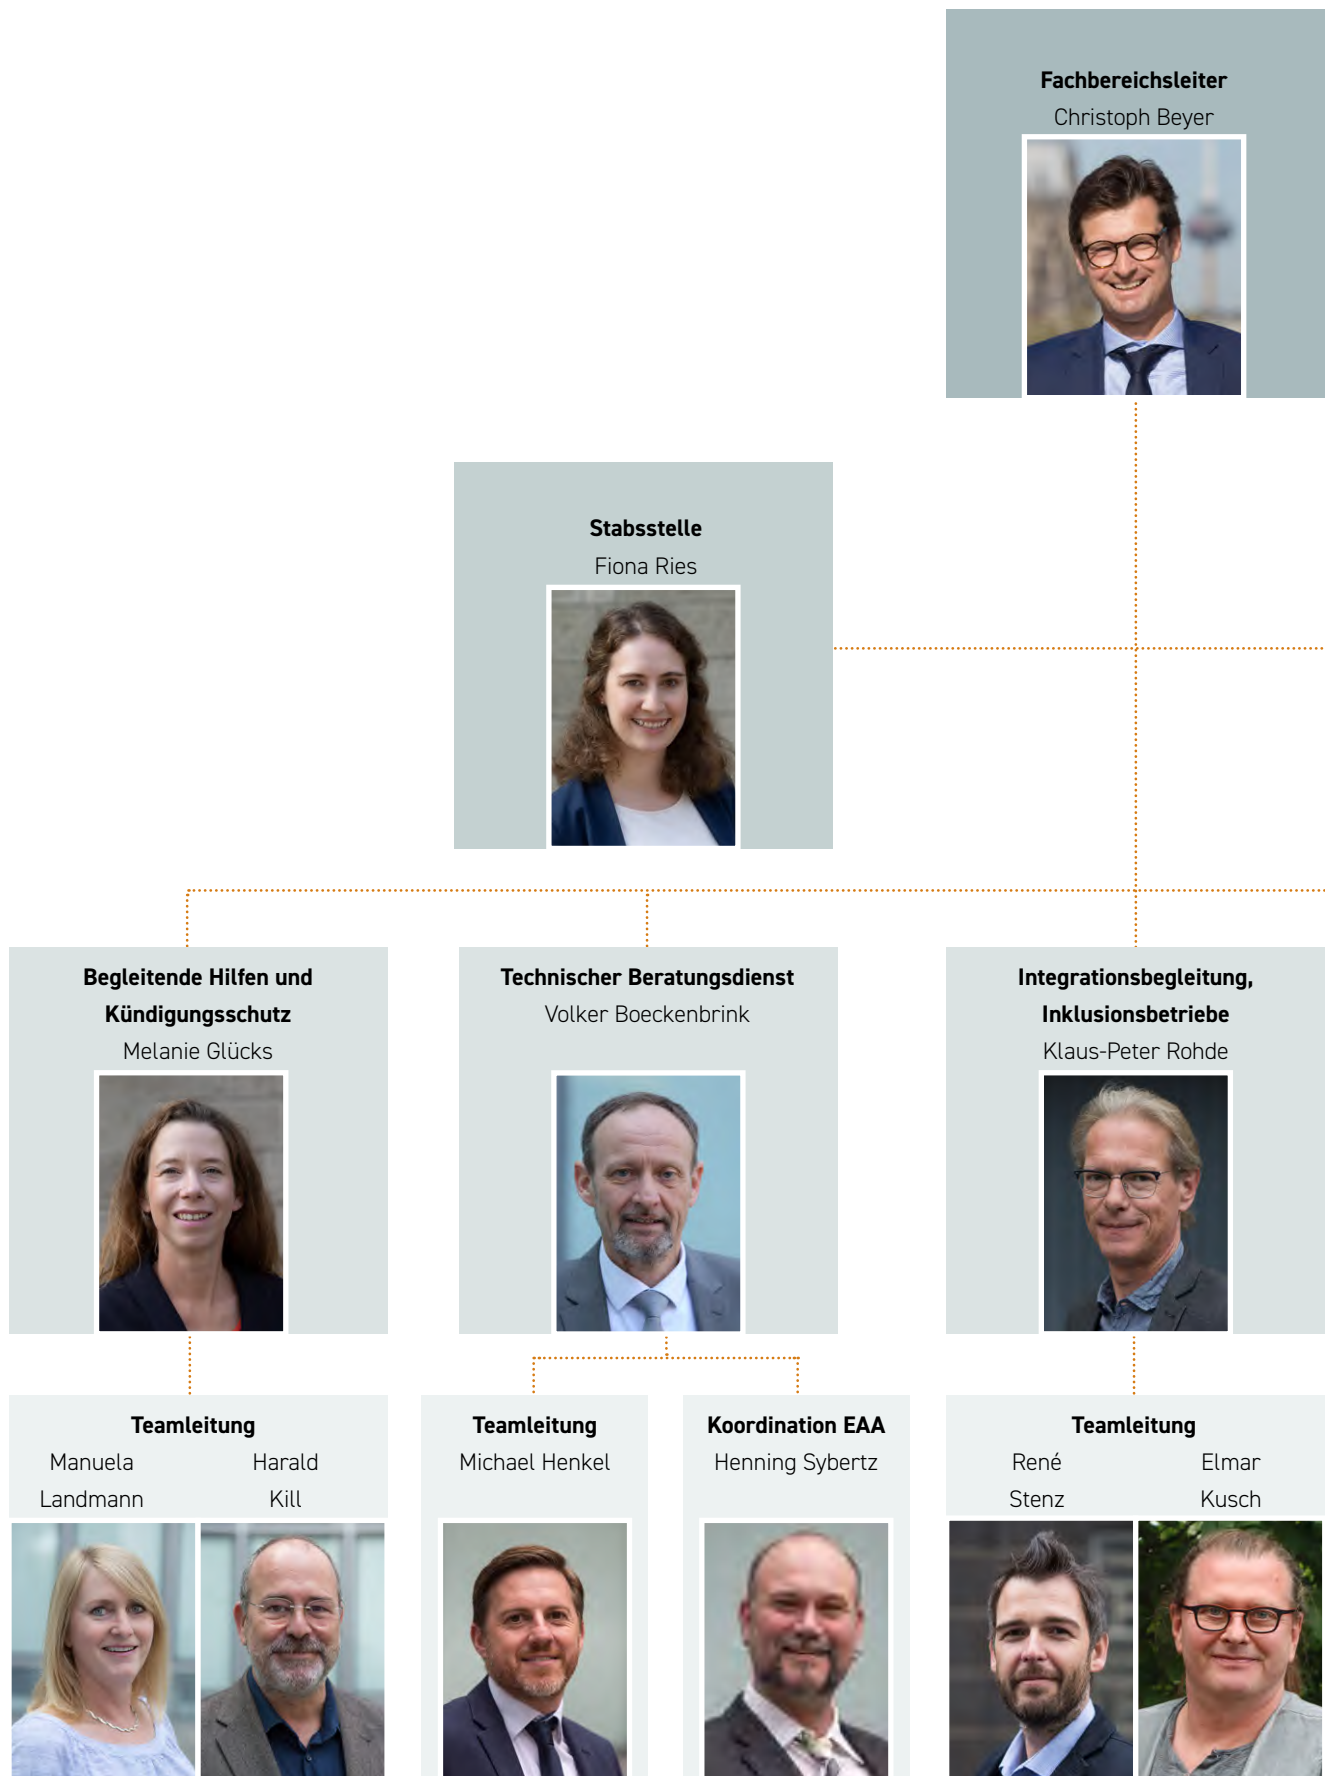 Fachbereichsleiter
Christoph Beyer
Stabsstelle
Fiona Ries
Begleitende Hilfen und
Kündigungsschutz
Melanie Glücks
Technischer Beratungsdienst
Volker Boeckenbrink
Integrationsbegleitung,
Inklusionsbetriebe
Klaus-Peter Rohde
Teamleitung
Manuela
Landmann
Harald
Kill
Teamleitung
Michael Henkel
Koordination EAA
Henning Sybertz
Teamleitung
René
Stenz
Elmar
Kusch